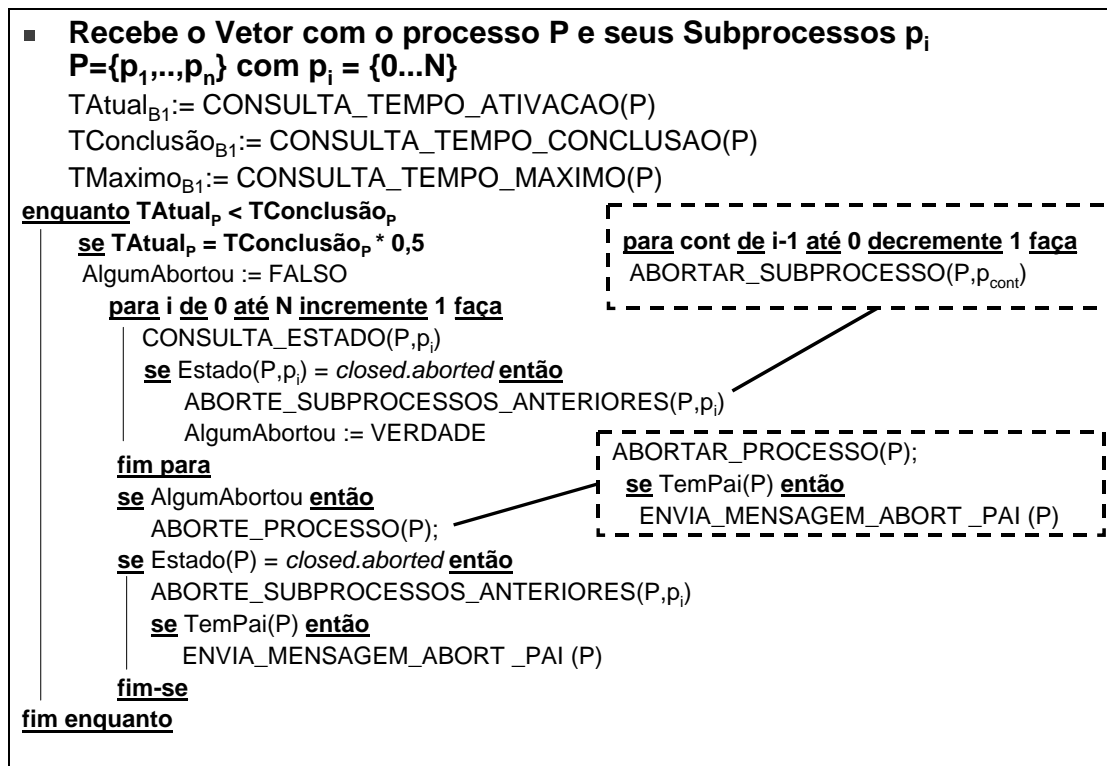 ▪ Recebe o Vetor com o processo P e seus Subprocessos pi
P={p1,..,pn} com pi = {0...N}
TAtualB1:= CONSULTA_TEMPO_ATIVACAO(P)
TConclusãoB1:= CONSULTA_TEMPO_CONCLUSAO(P)
TMaximoB1:= CONSULTA_TEMPO_MAXIMO(P)
enquanto TAtualP < TConclusãoP
se TAtualP = TConclusãoP * 0,5
AlgumAbortou := FALSO
para i de 0 até N incremente 1 faça
CONSULTA_ESTADO(P,pi)
se Estado(P,pi) = closed.aborted então
ABORTE_SUBPROCESSOS_ANTERIORES(P,pi)
AlgumAbortou := VERDADE
fim para
se AlgumAbortou então
ABORTE_PROCESSO(P);
se Estado(P) = closed.aborted então
ABORTE_SUBPROCESSOS_ANTERIORES(P,pi)
se TemPai(P) então
ENVIA_MENSAGEM_ABORT _PAI (P)
fim-se
fim enquanto
para cont de i-1 até 0 decremente 1 faça
ABORTAR_SUBPROCESSO(P,pcont)
ABORTAR_PROCESSO(P);
se TemPai(P) então
ENVIA_MENSAGEM_ABORT _PAI (P)